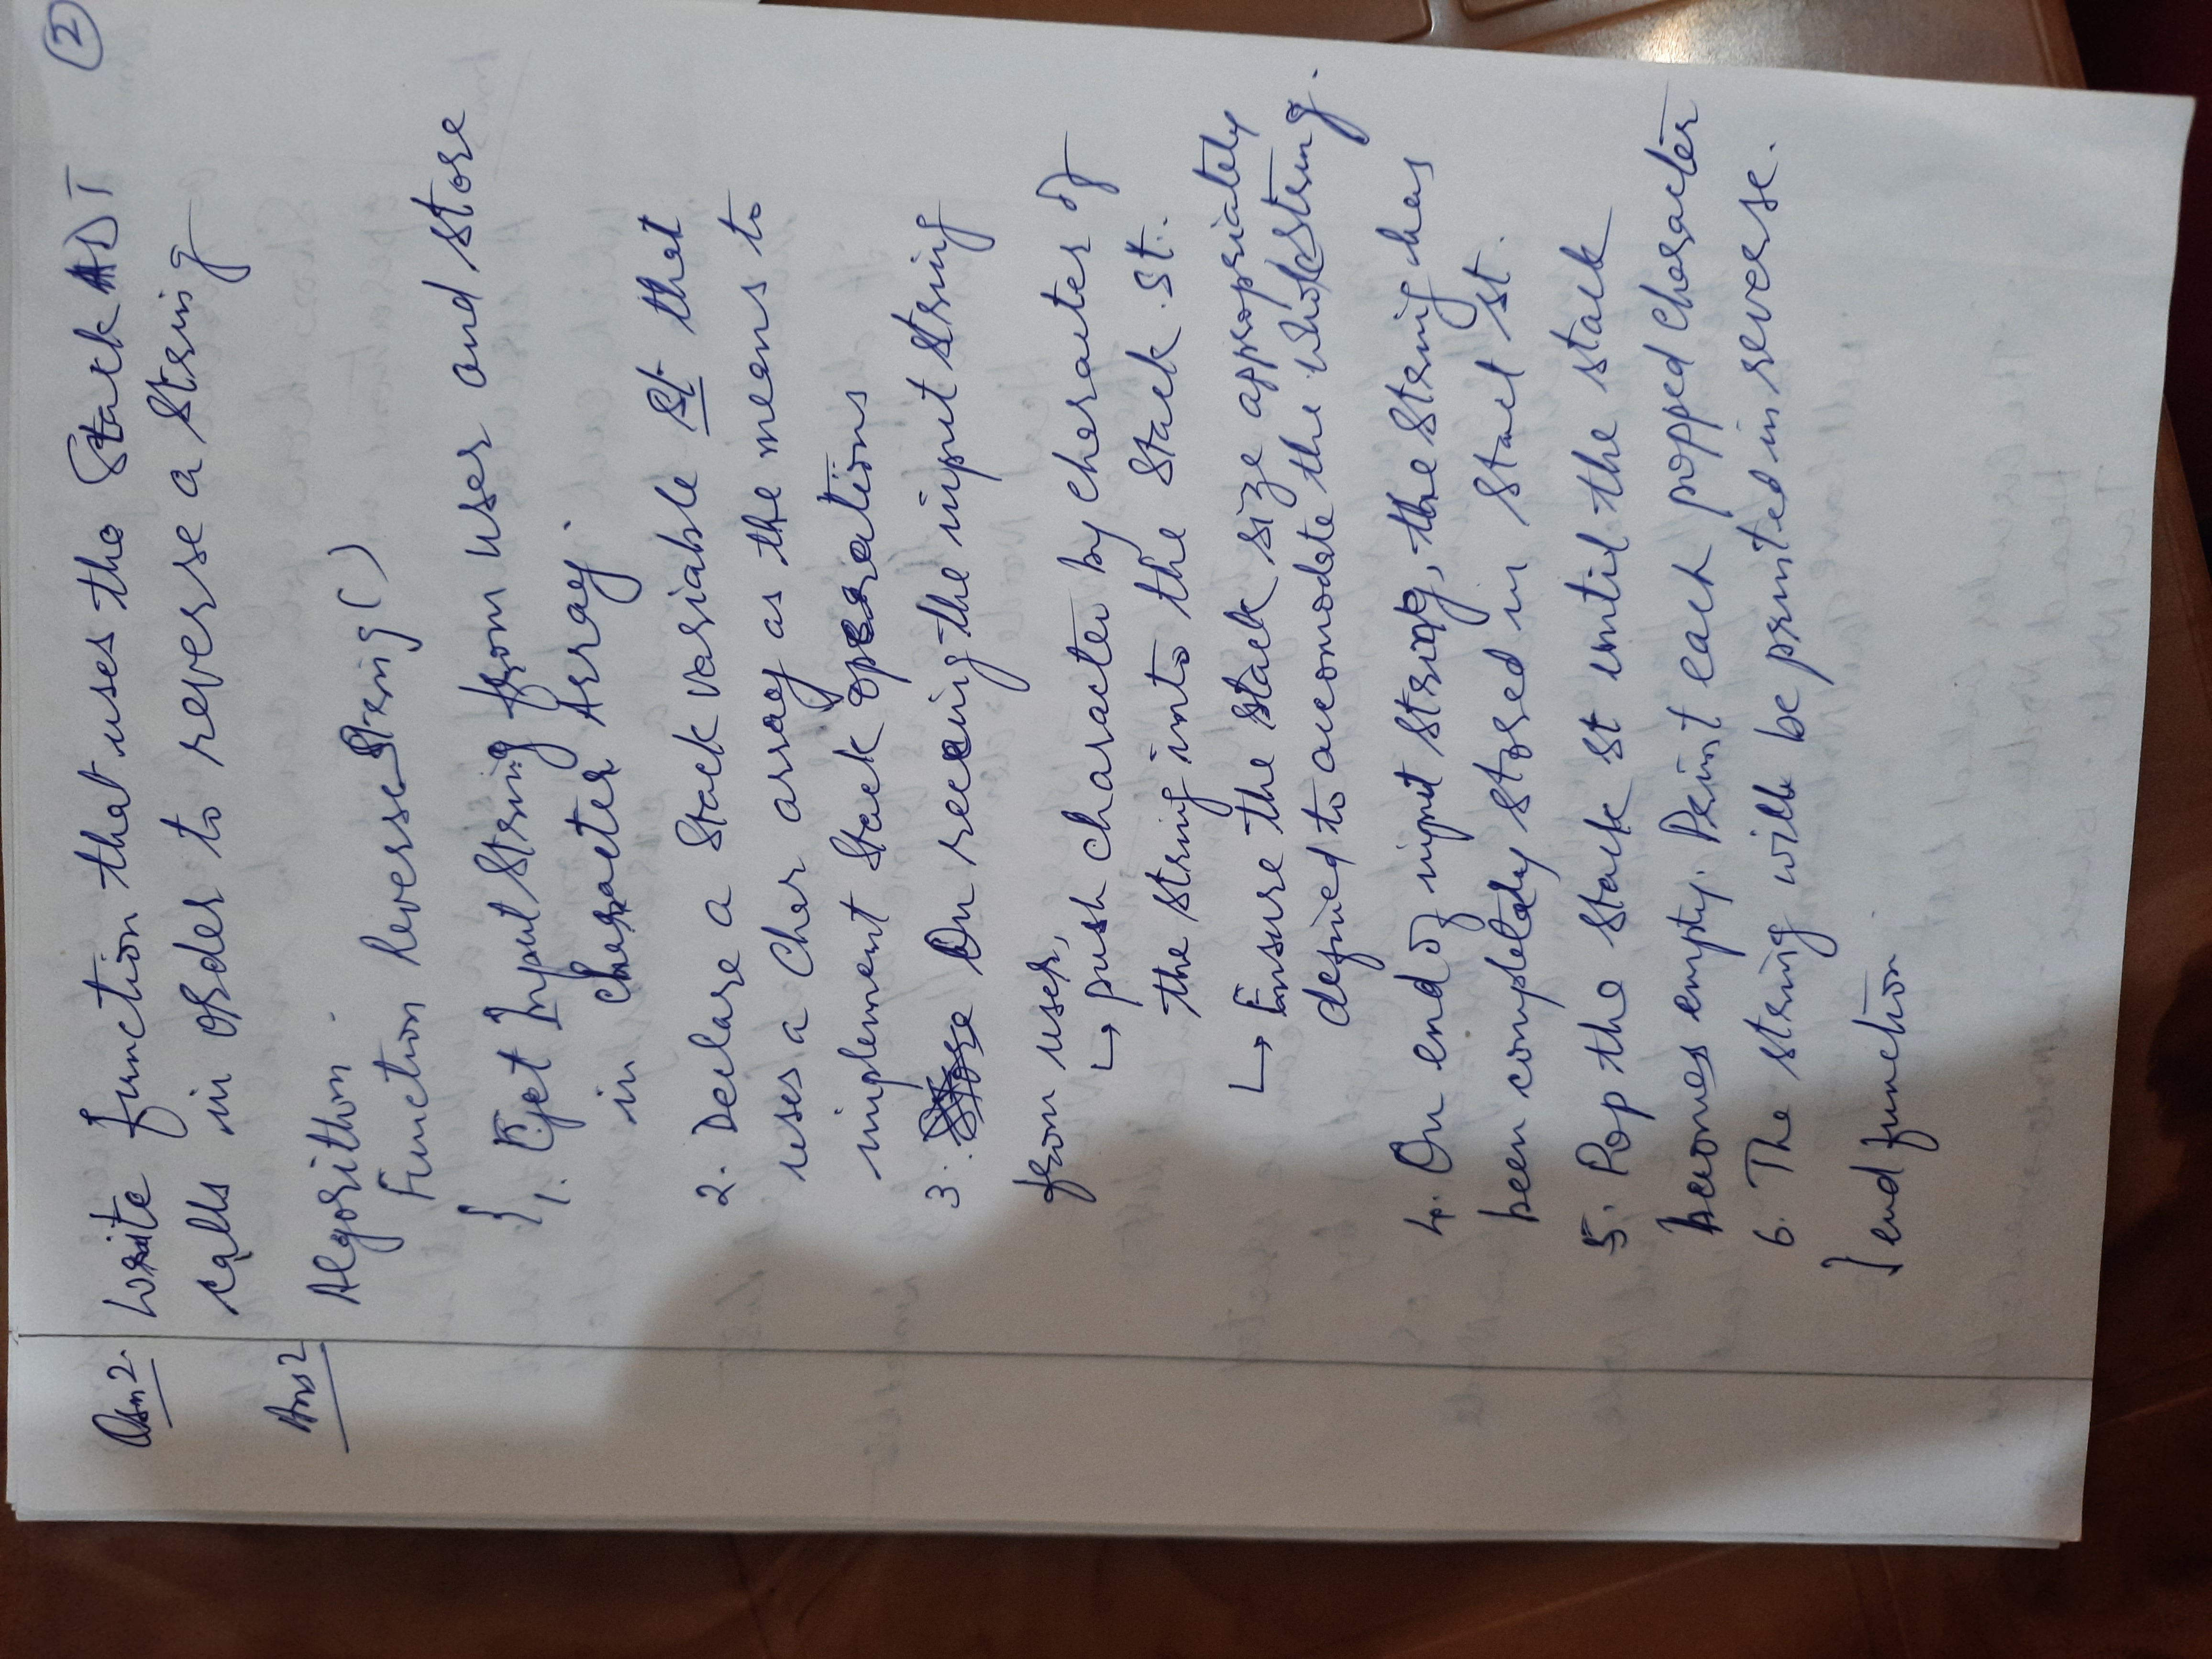 2
Qsn 2. Write function that uses the Stack ADT
calls in order to reverse a string
Ans 2
Algorithm
Function ReverseString()
{
1. Get Input String from user and store
in character Array.
2. Declare a Stack variable St that
uses a Char array as the means to
implement Stack operations
3. Store On receing the input string
from user,
↳ push character by character of
the string into the Stack St.
↳ Ensure the stack size appropriately
defined to accomodate the whole string.
4. On end of input string, the string has
been completely stored in Stack St.
5. Pop the Stack St until the stack
becomes empty. Print each popped character
6. The string will be printed in reverse.
} end function